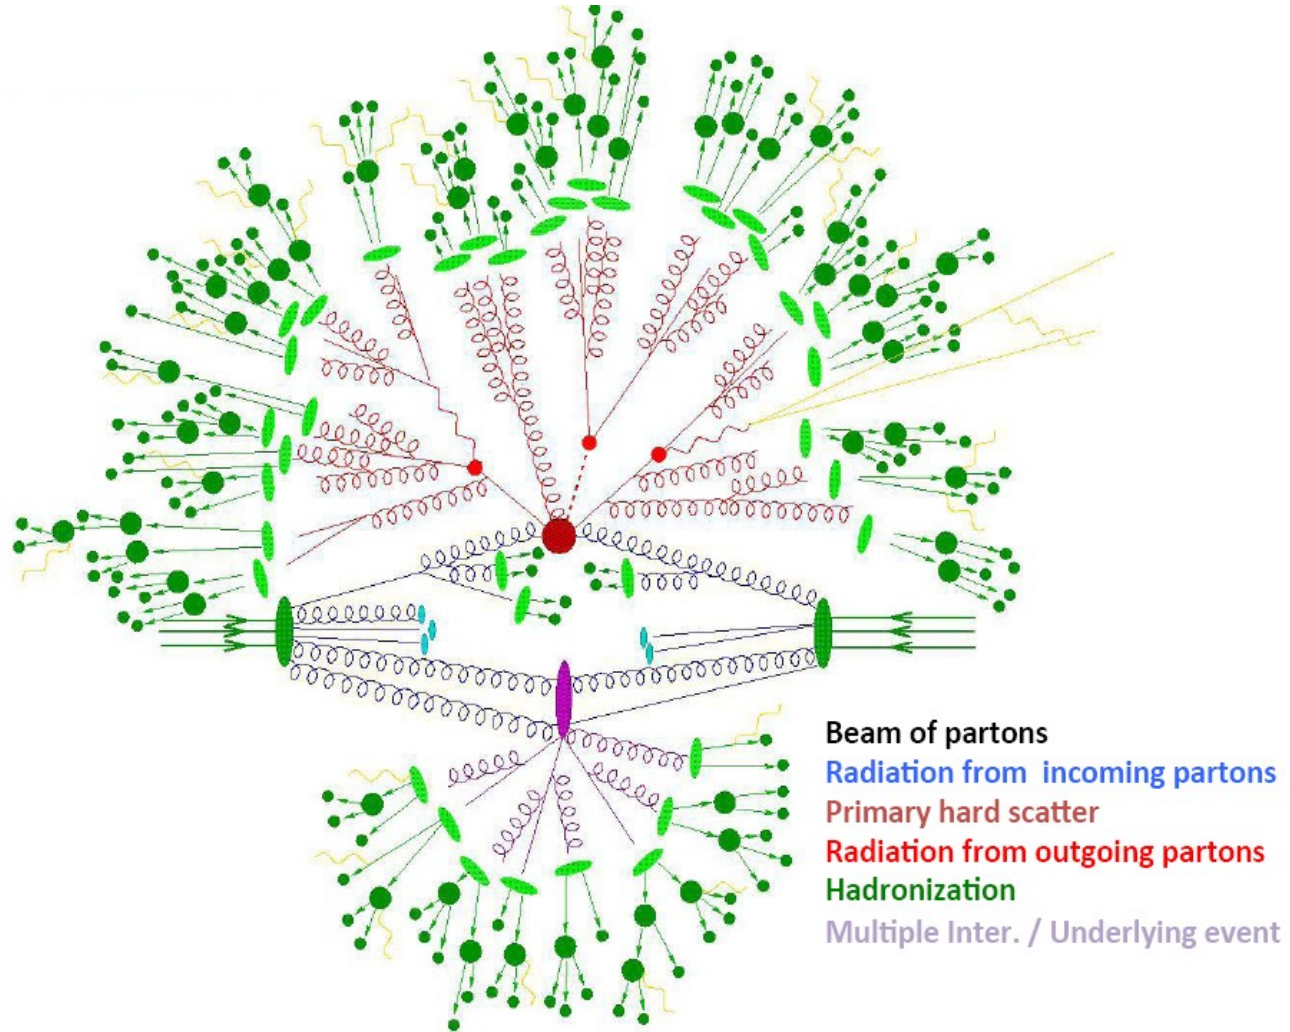 Beam of partons
Radiation from incoming partons
Primary hard scatter
Radiation from outgoing partons
Hadronization
Multiple Inter. / Underlying event